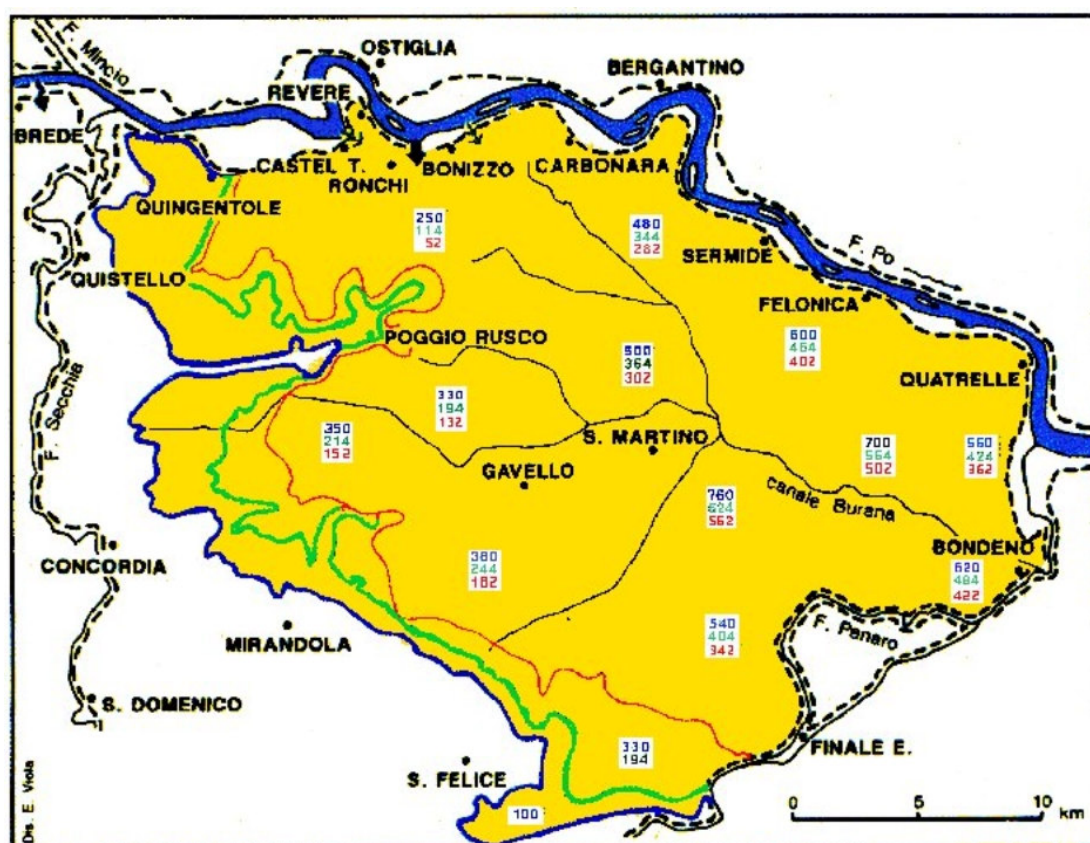 F. Mincio
OSTIGLIA
BERGANTINO
REVERE
BREDE
CASTEL T.
RONCHI
BONIZZO
CARBONARA
QUINGENTOLE
250
114
52
480
344
282
SERMIDE
F. Po
QUISTELLO
FELONICA
POGGIO RUSCO
600
464
402
500
364
302
QUATRELLE
F. Secchia
330
194
132
350
214
152
S. MARTINO
700
564
502
560
424
362
GAVELLO
760
624
562
canale Burana
CONCORDIA
BONDENO
380
244
182
620
484
422
MIRANDOLA
540
404
342
F. Panaro
S. DOMENICO
330
194
FINALE E.
S. FELICE
100
0 5 10
km
Dis. E. Viola